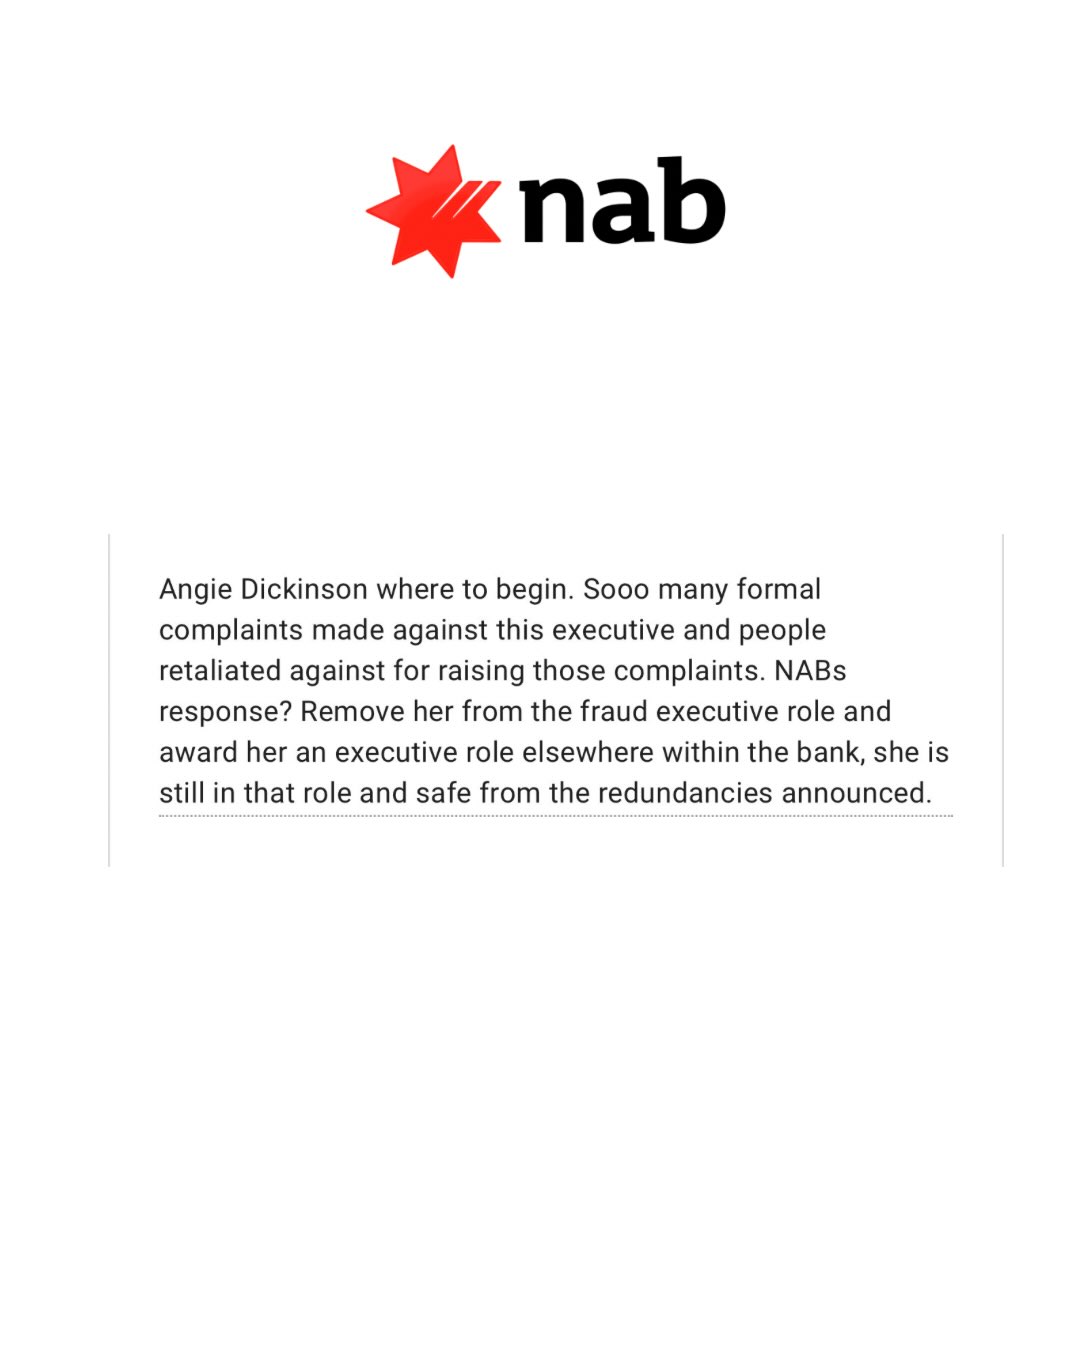 nab
Angie Dickinson where to begin. Sooo many formal
complaints made against this executive and people
retaliated against for raising those complaints. NABs
response? Remove her from the fraud executive role and
award her an executive role elsewhere within the bank, she is
still in that role and safe from the redundancies announced.